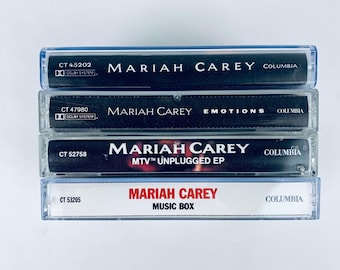 CT 45202 MARIAH CAREY COLUMBIA
DOLBY SYSTEM
CT 47980 MARIAH CAREY EMOTIONS COLUMBIA
CT 52758 MARIAH CAREY COLUMBIA
DOLBY SYSTEM MTV™ UNPLUGGED EP
MARIAH CAREY
CT 53205 MUSIC BOX COLUMBIA